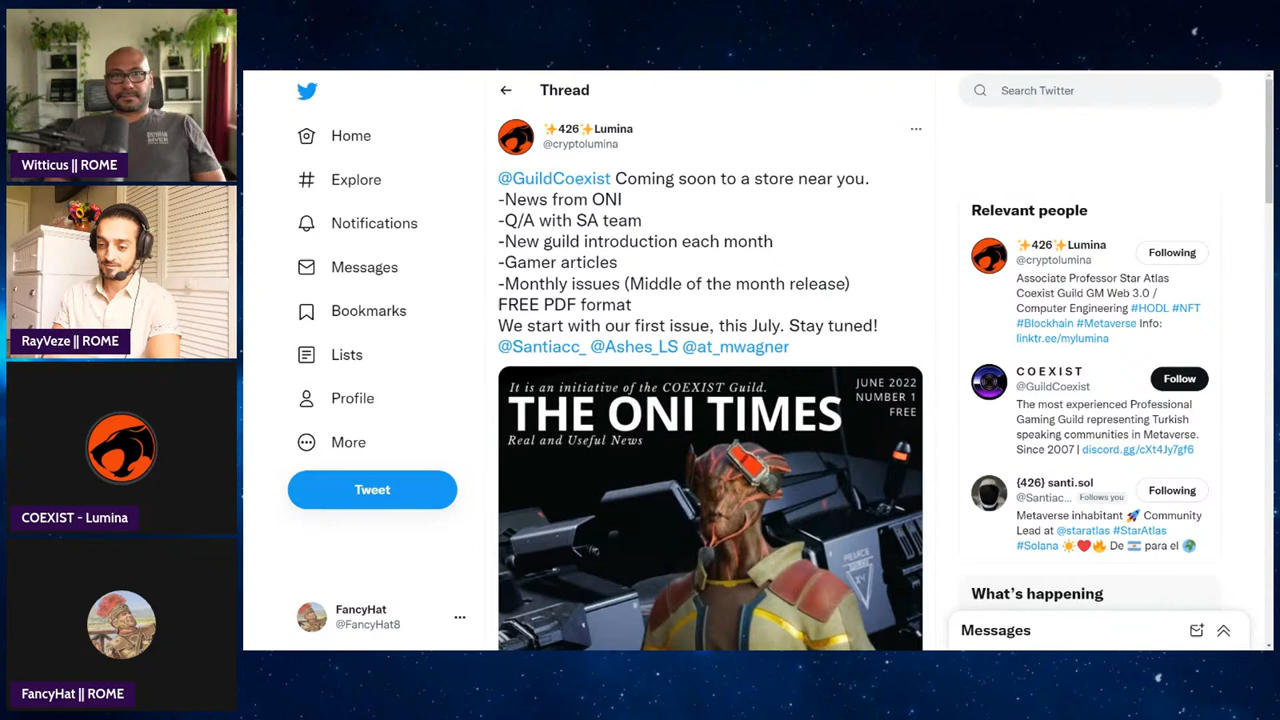 Witticus || ROME
RayVeze || ROME
COEXIST - Lumina
FancyHat || ROME
Home
Explore
Notifications
Messages
Bookmarks
Lists
Profile
More
Tweet
FancyHat
@FancyHat8
Thread
✨426✨Lumina
@cryptolumina
@GuildCoexist Coming soon to a store near you.
-News from ONI
-Q/A with SA team
-New guild introduction each month
-Gamer articles
-Monthly issues (Middle of the month release)
FREE PDF format
We start with our first issue, this July. Stay tuned!
@Santiacc_ @Ashes_LS @at_mwagner
It is an initiative of the COEXIST Guild.
THE ONI TIMES
Real and Useful News
JUNE 2022
NUMBER 1
FREE
Search Twitter
Relevant people
✨426✨Lumina
@cryptolumina
Following
Associate Professor Star Atlas
Coexist Guild GM Web 3.0 /
Computer Engineering #HODL #NFT
#Blockhain #Metaverse Info:
linktr.ee/mylumina
C O E X I S T
@GuildCoexist
Follow
The most experienced Professional
Gaming Guild representing Turkish
speaking communities in Metaverse.
Since 2007 | discord.gg/cXt4Jy7gf6
{426} santi.sol
@Santiac... Follows you
Following
Metaverse inhabitant 🚀 Community
Lead at @staratlas #StarAtlas
#Solana ☀️❤️🔥 De 🇦🇷 para el 🌎
What's happening
Messages